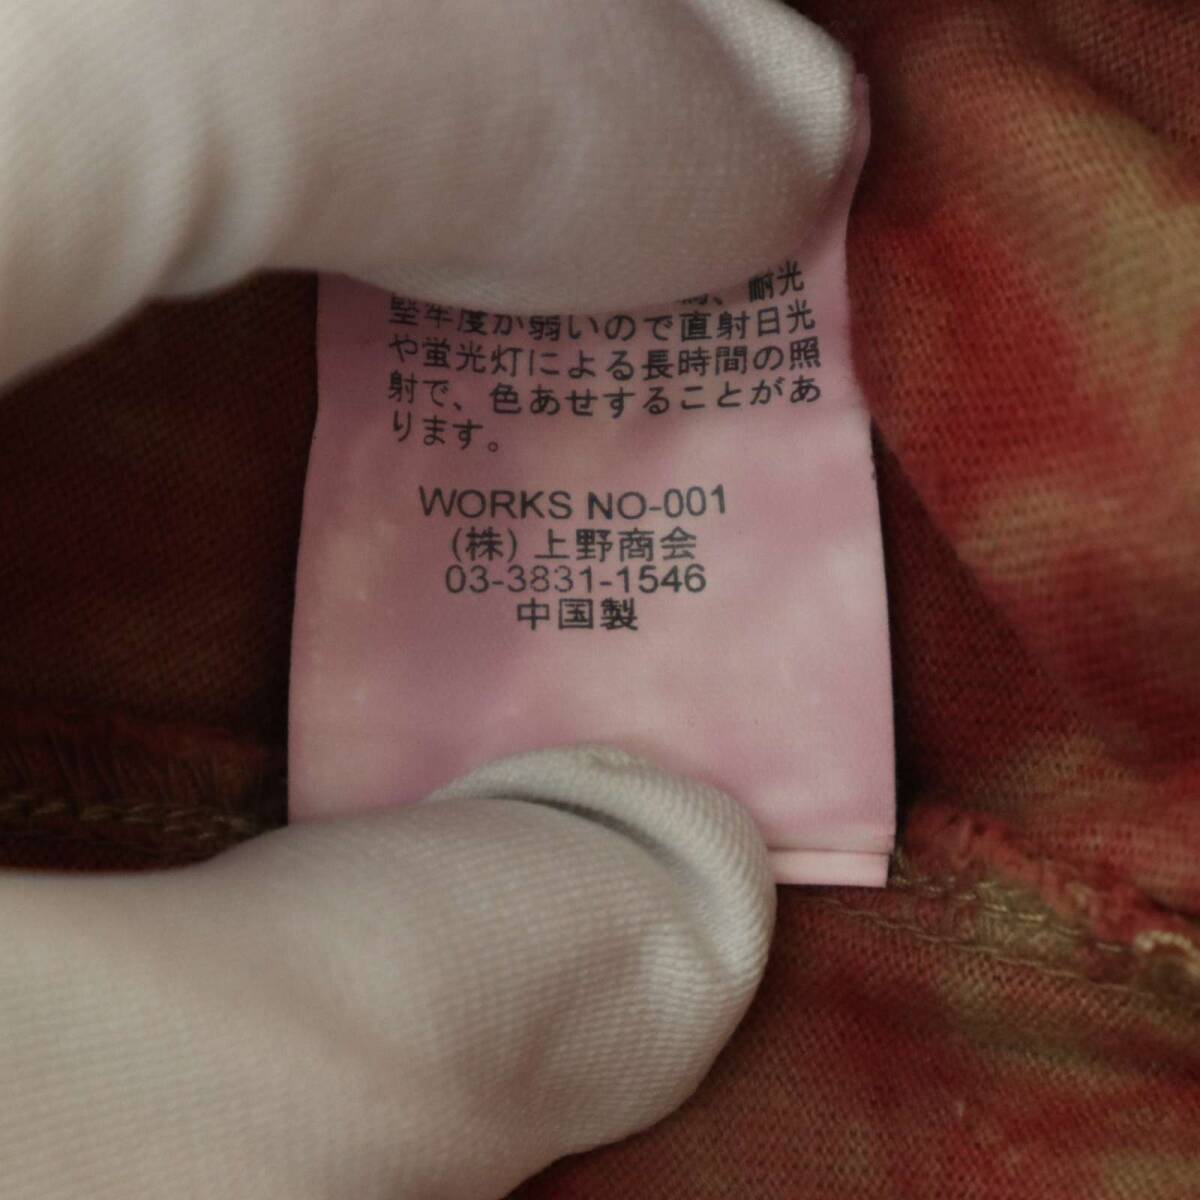 、耐光
堅牢度が弱いので直射日光
や蛍光灯による長時間の照
射で、色あせすることがあ
ります。
WORKS NO-001
(株) 上野商会
03-3831-1546
中国製